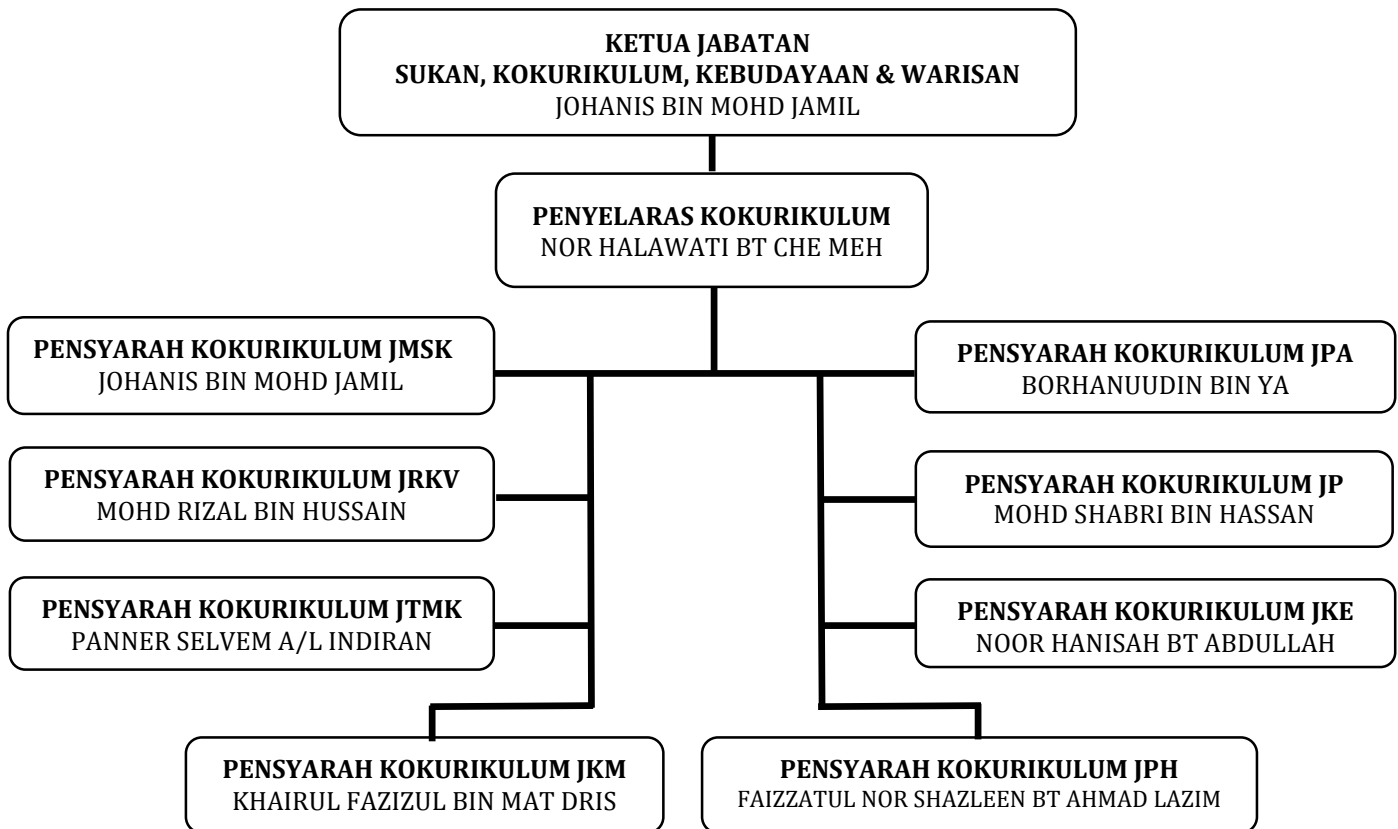 KETUA JABATAN
SUKAN, KOKURIKULUM, KEBUDAYAAN & WARISAN
JOHANIS BIN MOHD JAMIL
PENYELARAS KOKURIKULUM
NOR HALAWATI BT CHE MEH
PENSYARAH KOKURIKULUM JMSK
JOHANIS BIN MOHD JAMIL
PENSYARAH KOKURIKULUM JPA
BORHANUUDIN BIN YA
PENSYARAH KOKURIKULUM JRKV
MOHD RIZAL BIN HUSSAIN
PENSYARAH KOKURIKULUM JP
MOHD SHABRI BIN HASSAN
PENSYARAH KOKURIKULUM JTMK
PANNER SELVEM A/L INDIRAN
PENSYARAH KOKURIKULUM JKE
NOOR HANISAH BT ABDULLAH
PENSYARAH KOKURIKULUM JKM
KHAIRUL FAZIZUL BIN MAT DRIS
PENSYARAH KOKURIKULUM JPH
FAIZZATUL NOR SHAZLEEN BT AHMAD LAZIM